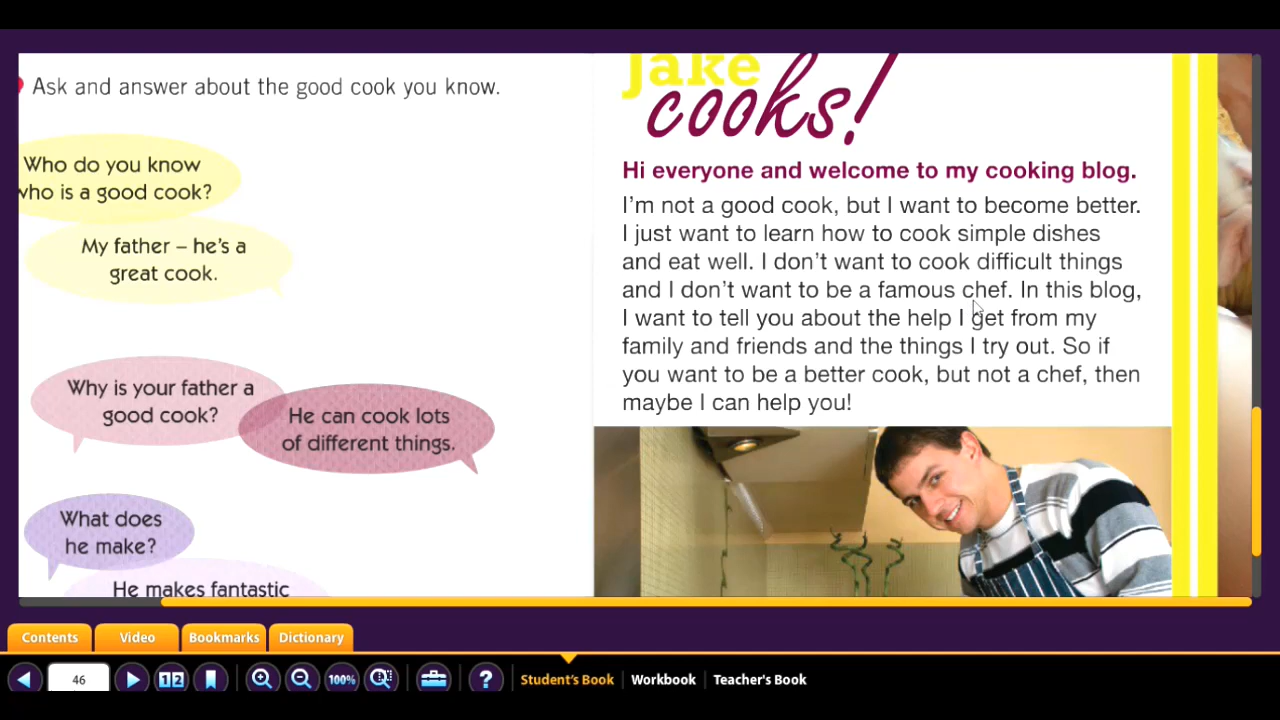 Ask and answer about the good cook you know.
Who do you know
who is a good cook?
My father – he's a
great cook.
Why is your father a
good cook?
He can cook lots
of different things.
What does
he make?
He makes fantastic
Jake
cooks!
Hi everyone and welcome to my cooking blog.
I'm not a good cook, but I want to become better.
I just want to learn how to cook simple dishes
and eat well. I don't want to cook difficult things
and I don't want to be a famous chef. In this blog,
I want to tell you about the help I get from my
family and friends and the things I try out. So if
you want to be a better cook, but not a chef, then
maybe I can help you!
Contents
Video
Bookmarks
Dictionary
46
1 2
100%
?
Student's Book
Workbook
Teacher's Book